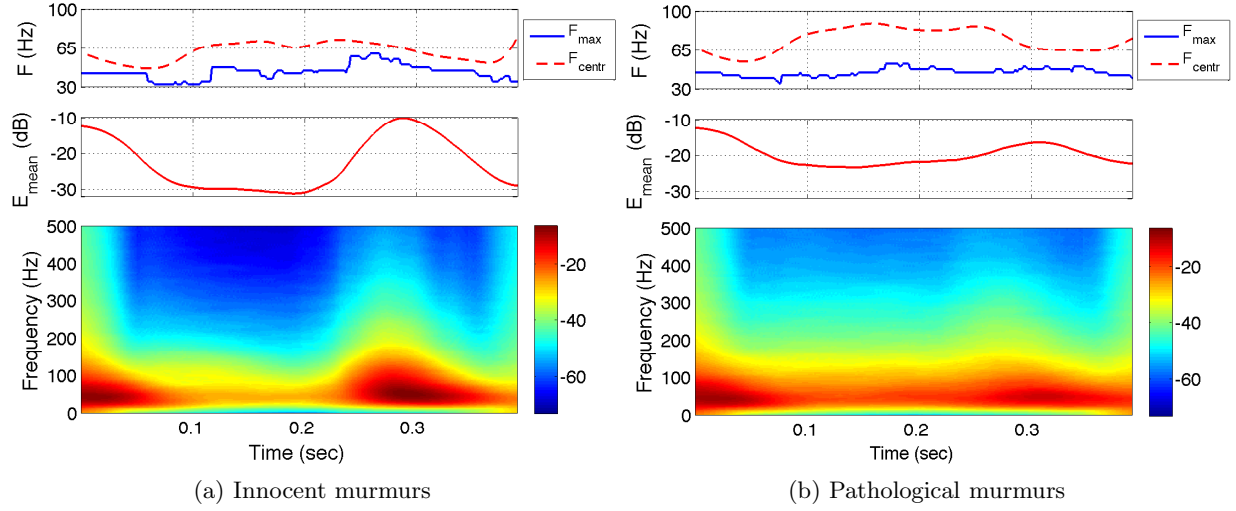 100
65
30
F (Hz)
F_max
F_centr
-10
-20
-30
E_mean (dB)
500
400
300
200
100
0
Frequency (Hz)
0.1
0.2
0.3
Time (sec)
-20
-40
-60
(a) Innocent murmurs
100
65
30
F (Hz)
F_max
F_centr
-10
-20
-30
E_mean (dB)
500
400
300
200
100
0
Frequency (Hz)
0.1
0.2
0.3
Time (sec)
-20
-40
-60
(b) Pathological murmurs